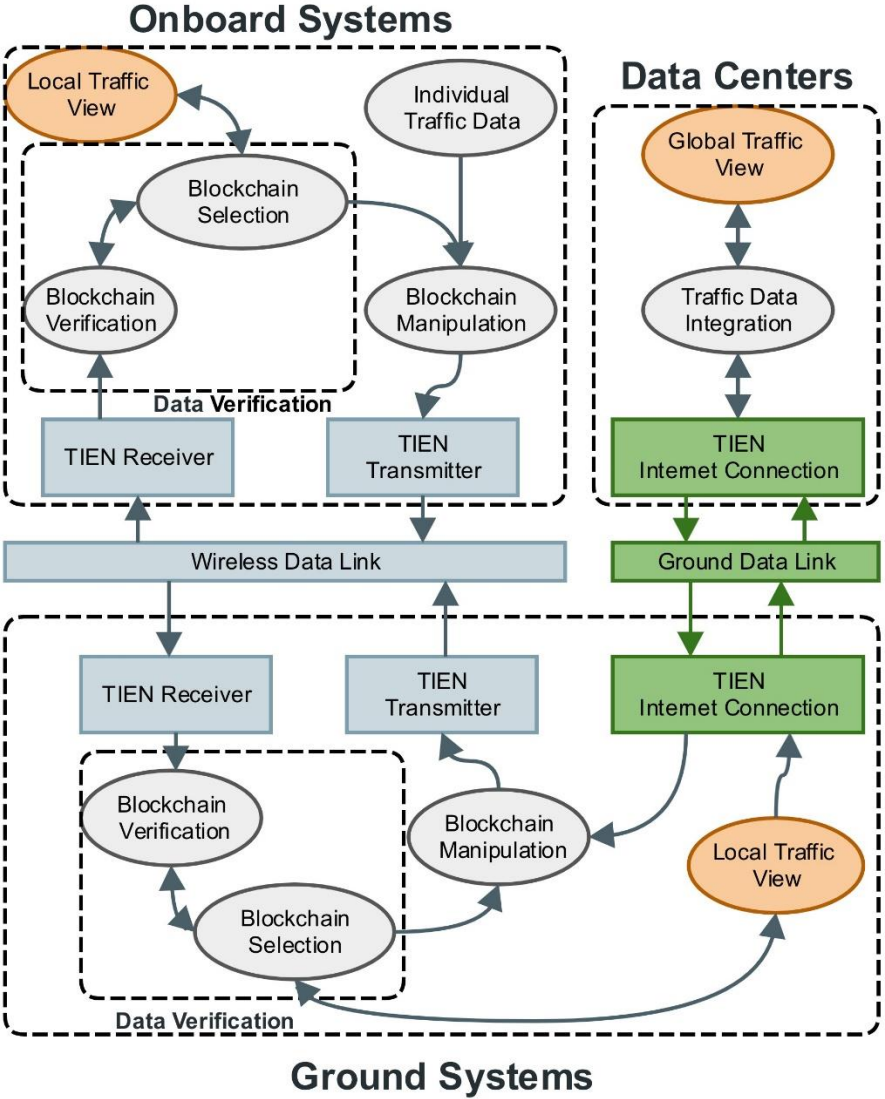 Onboard Systems
Local Traffic
View
Individual
Traffic Data
Blockchain
Selection
Blockchain
Verification
Blockchain
Manipulation
Data Verification
TIEN Receiver
TIEN
Transmitter
Data Centers
Global Traffic
View
Traffic Data
Integration
TIEN
Internet Connection
Wireless Data Link
Ground Data Link
TIEN Receiver
TIEN
Transmitter
TIEN
Internet Connection
Blockchain
Verification
Blockchain
Manipulation
Local Traffic
View
Blockchain
Selection
Data Verification
Ground Systems